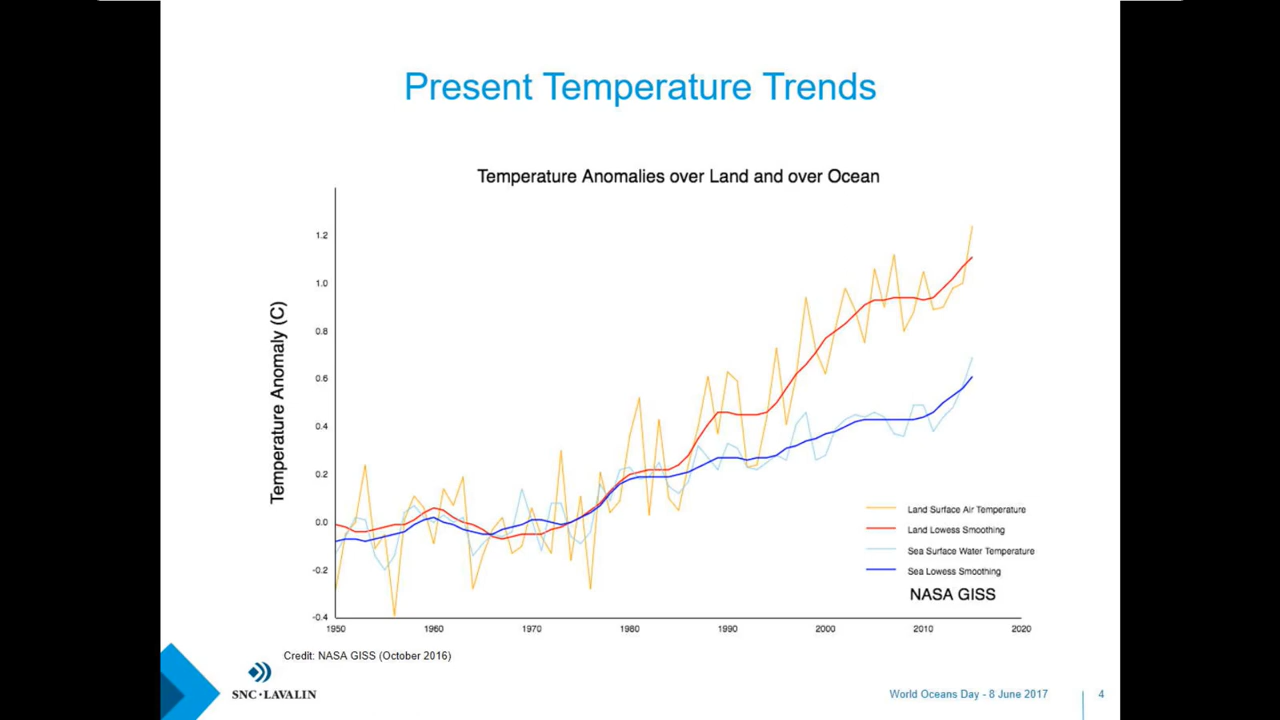 Present Temperature Trends
Temperature Anomalies over Land and over Ocean
Temperature Anomaly (C)
1.2
1.0
0.8
0.6
0.4
0.2
0.0
-0.2
-0.4
1950 1960 1970 1980 1990 2000 2010 2020
Land Surface Air Temperature
Land Lowess Smoothing
Sea Surface Water Temperature
Sea Lowess Smoothing
NASA GISS
Credit: NASA GISS (October 2016)
SNC·LAVALIN
World Oceans Day - 8 June 2017
4